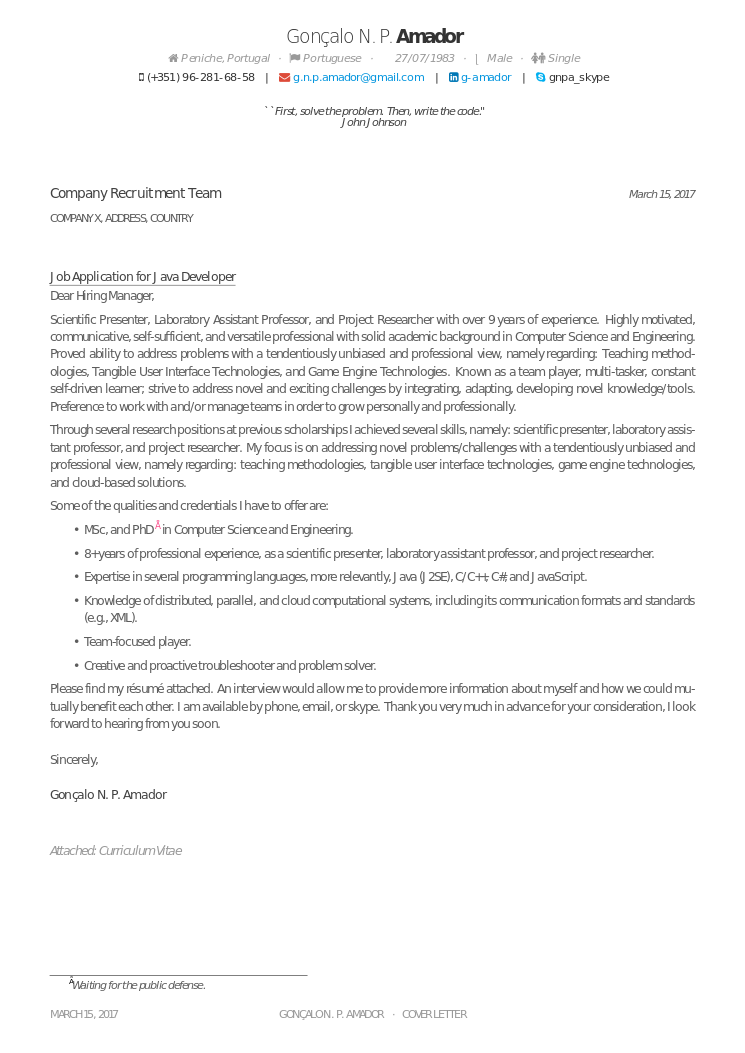 Gonçalo N. P. Amador
Peniche, Portugal · Portuguese · 27/07/1983 · | Male · Single
(+351) 96-281-68-58 | g.n.p.amador@gmail.com | g-amador | gnpa_skype
``First, solve the problem. Then, write the code."
John Johnson
Company Recruitment Team March 15, 2017
COMPANY X, ADDRESS, COUNTRY
Job Application for Java Developer
Dear Hiring Manager,
Scientific Presenter, Laboratory Assistant Professor, and Project Researcher with over 9 years of experience. Highly motivated,
communicative, self-sufficient, and versatile professional with solid academic background in Computer Science and Engineering.
Proved ability to address problems with a tendentiously unbiased and professional view, namely regarding: Teaching method-
ologies, Tangible User Interface Technologies, and Game Engine Technologies. Known as a team player, multi-tasker, constant
self-driven learner; strive to address novel and exciting challenges by integrating, adapting, developing novel knowledge/tools.
Preference to work with and/or manage teams in order to grow personally and professionally.
Through several research positions at previous scholarships I achieved several skills, namely: scientific presenter, laboratory assis-
tant professor, and project researcher. My focus is on addressing novel problems/challenges with a tendentiously unbiased and
professional view, namely regarding: teaching methodologies, tangible user interface technologies, game engine technologies,
and cloud-based solutions.
Some of the qualities and credentials I have to offer are:
• MSc, and PhD Â in Computer Science and Engineering.
• 8+years of professional experience, as a scientific presenter, laboratory assistant professor, and project researcher.
• Expertise in several programming languages, more relevantly, Java (J2SE), C/C++, C#, and JavaScript.
• Knowledge of distributed, parallel, and cloud computational systems, including its communication formats and standards
(e.g., XML).
• Team-focused player.
• Creative and proactive troubleshooter and problem solver.
Please find my résumé attached. An interview would allow me to provide more information about myself and how we could mu-
tually benefit each other. I am available by phone, email, or skype. Thank you very much in advance for your consideration, I look
forward to hearing from you soon.
Sincerely,
Gonçalo N. P. Amador
Attached: Curriculum Vitae
Â Waiting for the public defense.
MARCH 15, 2017 GONÇALO N. P. AMADOR · COVER LETTER